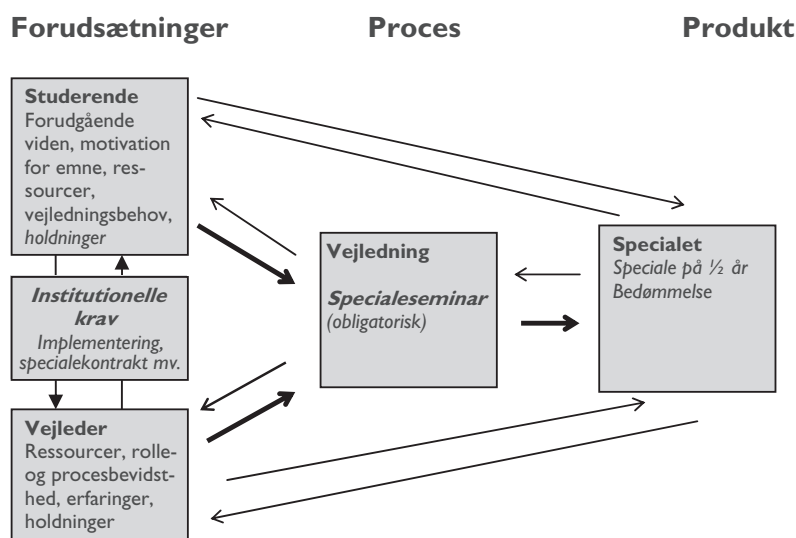 Forudsætninger
Proces
Produkt
Studerende
Forudgående
viden, motivation
for emne, res-
sourcer,
vejledningsbehov,
holdninger
Institutionelle
krav
Implementering,
specialekontrakt mv.
Vejleder
Ressourcer, rolle-
og procesbevidst-
hed, erfaringer,
holdninger
Vejledning
Specialeseminar
(obligatorisk)
Specialet
Speciale på ½ år
Bedømmelse